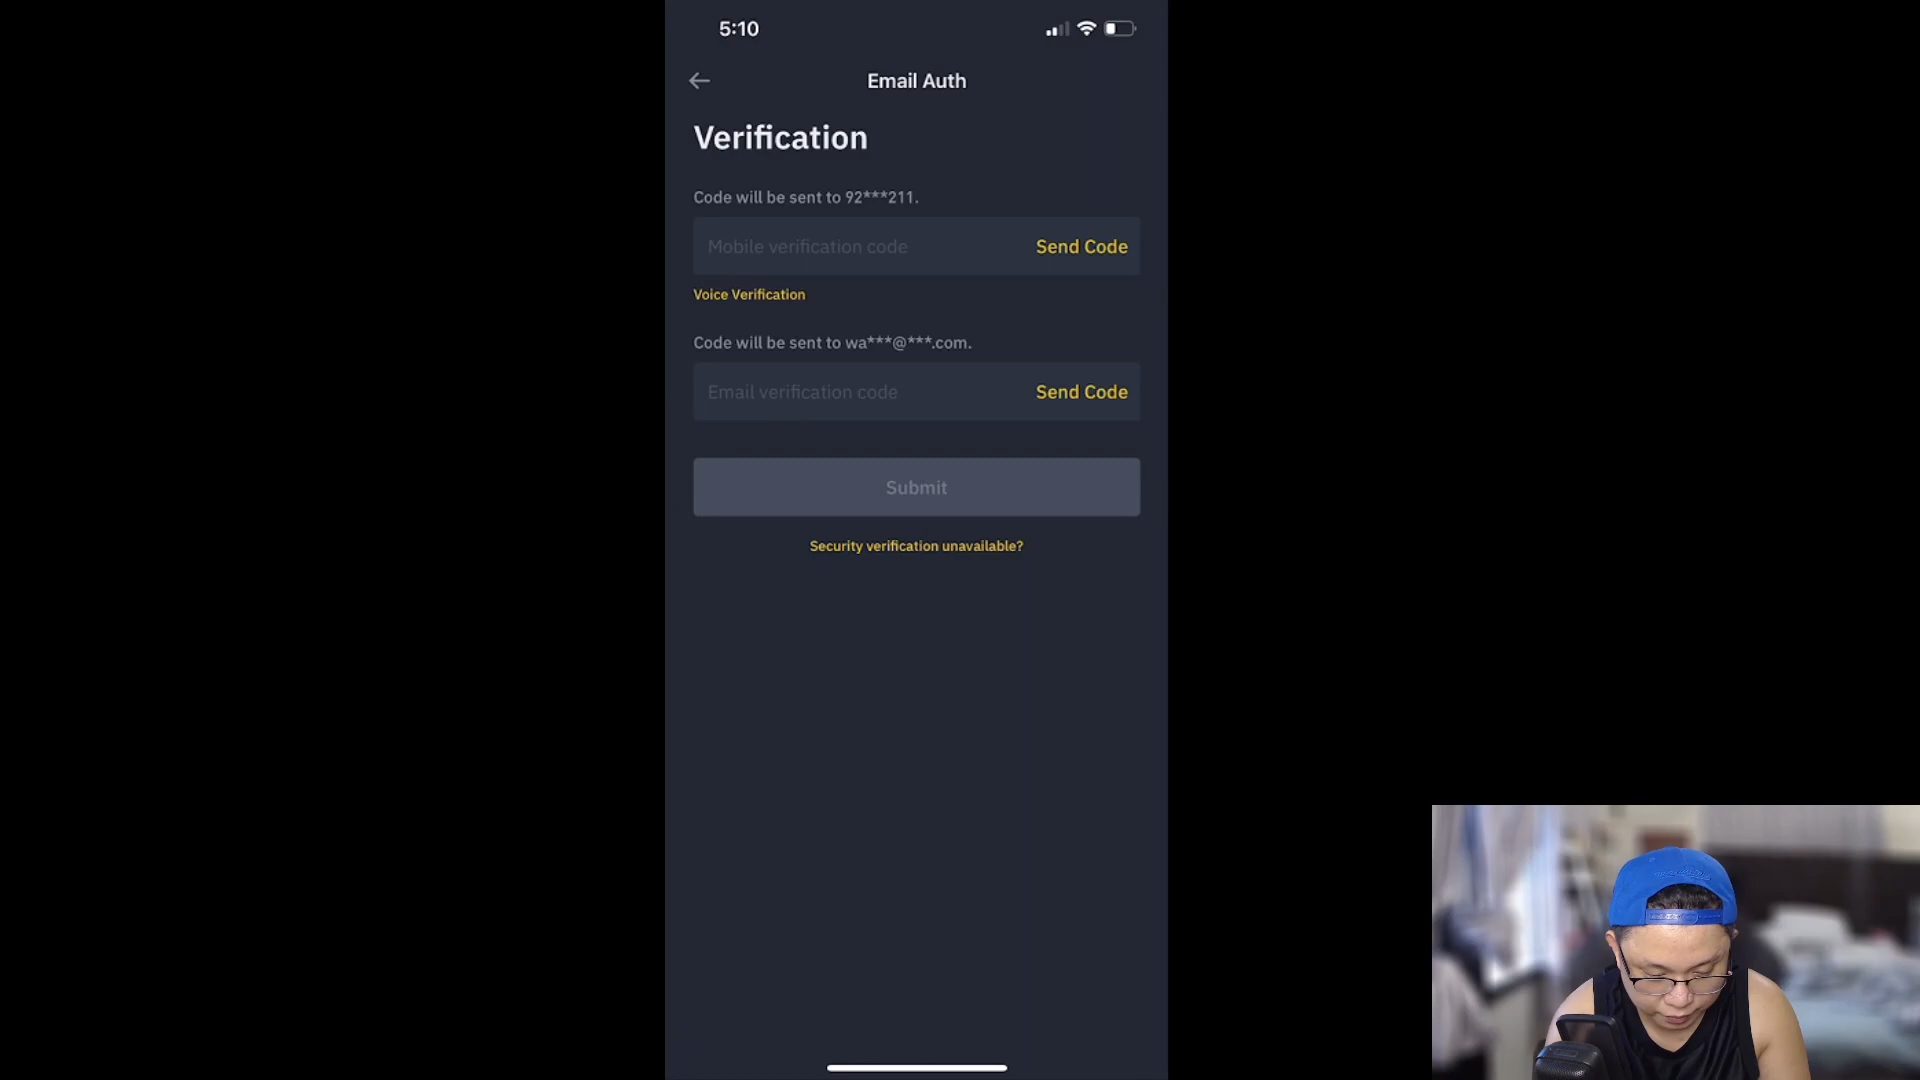 5:10
Email Auth
Verification
Code will be sent to 92***211.
Mobile verification code
Send Code
Voice Verification
Code will be sent to wa***@***.com.
Email verification code
Send Code
Submit
Security verification unavailable?